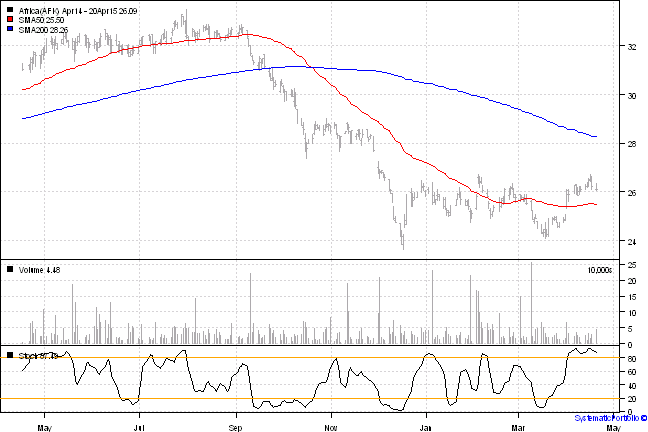 Africa(AFK) Apr14 - 20Apr15 26.09
SMA50 25.50
SMA200 28.26
32
30
28
26
24
Volume 4.48
10,000s
25
20
15
10
5
0
80
60
40
20
0
SystematicPortfolio ©
May
Jul
Sep
Nov
Jan
Mar
May